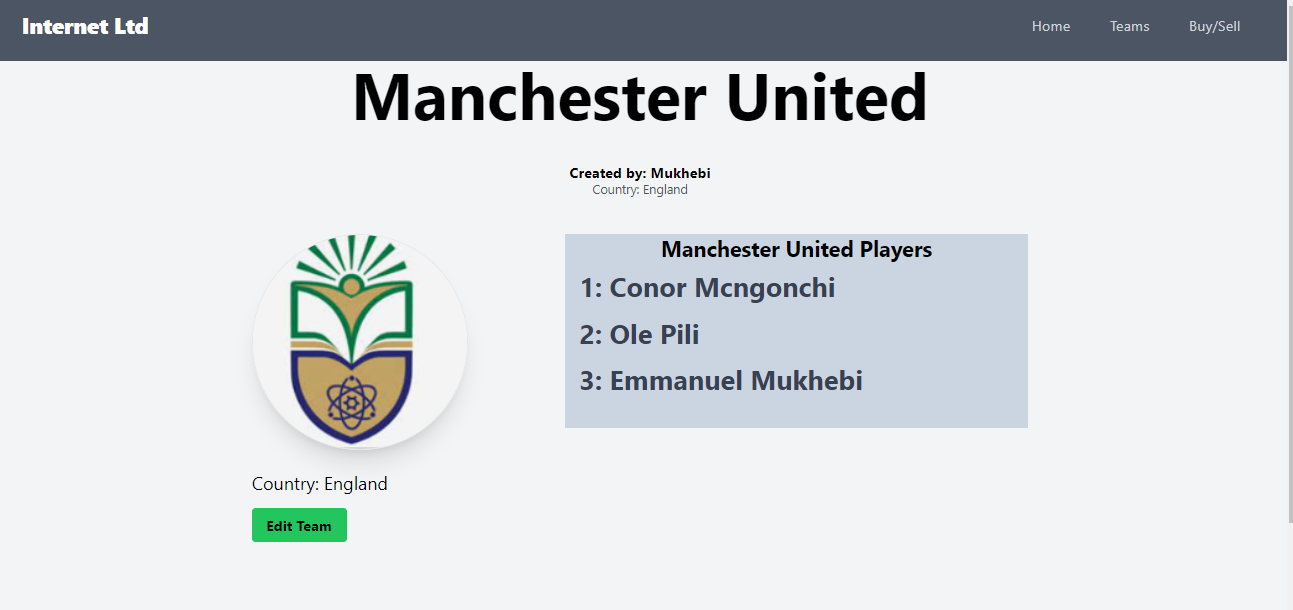 Internet Ltd
Home
Teams
Buy/Sell
Manchester United
Created by: Mukhebi
Country: England
Manchester United Players
1: Conor Mcngonchi
2: Ole Pili
3: Emmanuel Mukhebi
Country: England
Edit Team